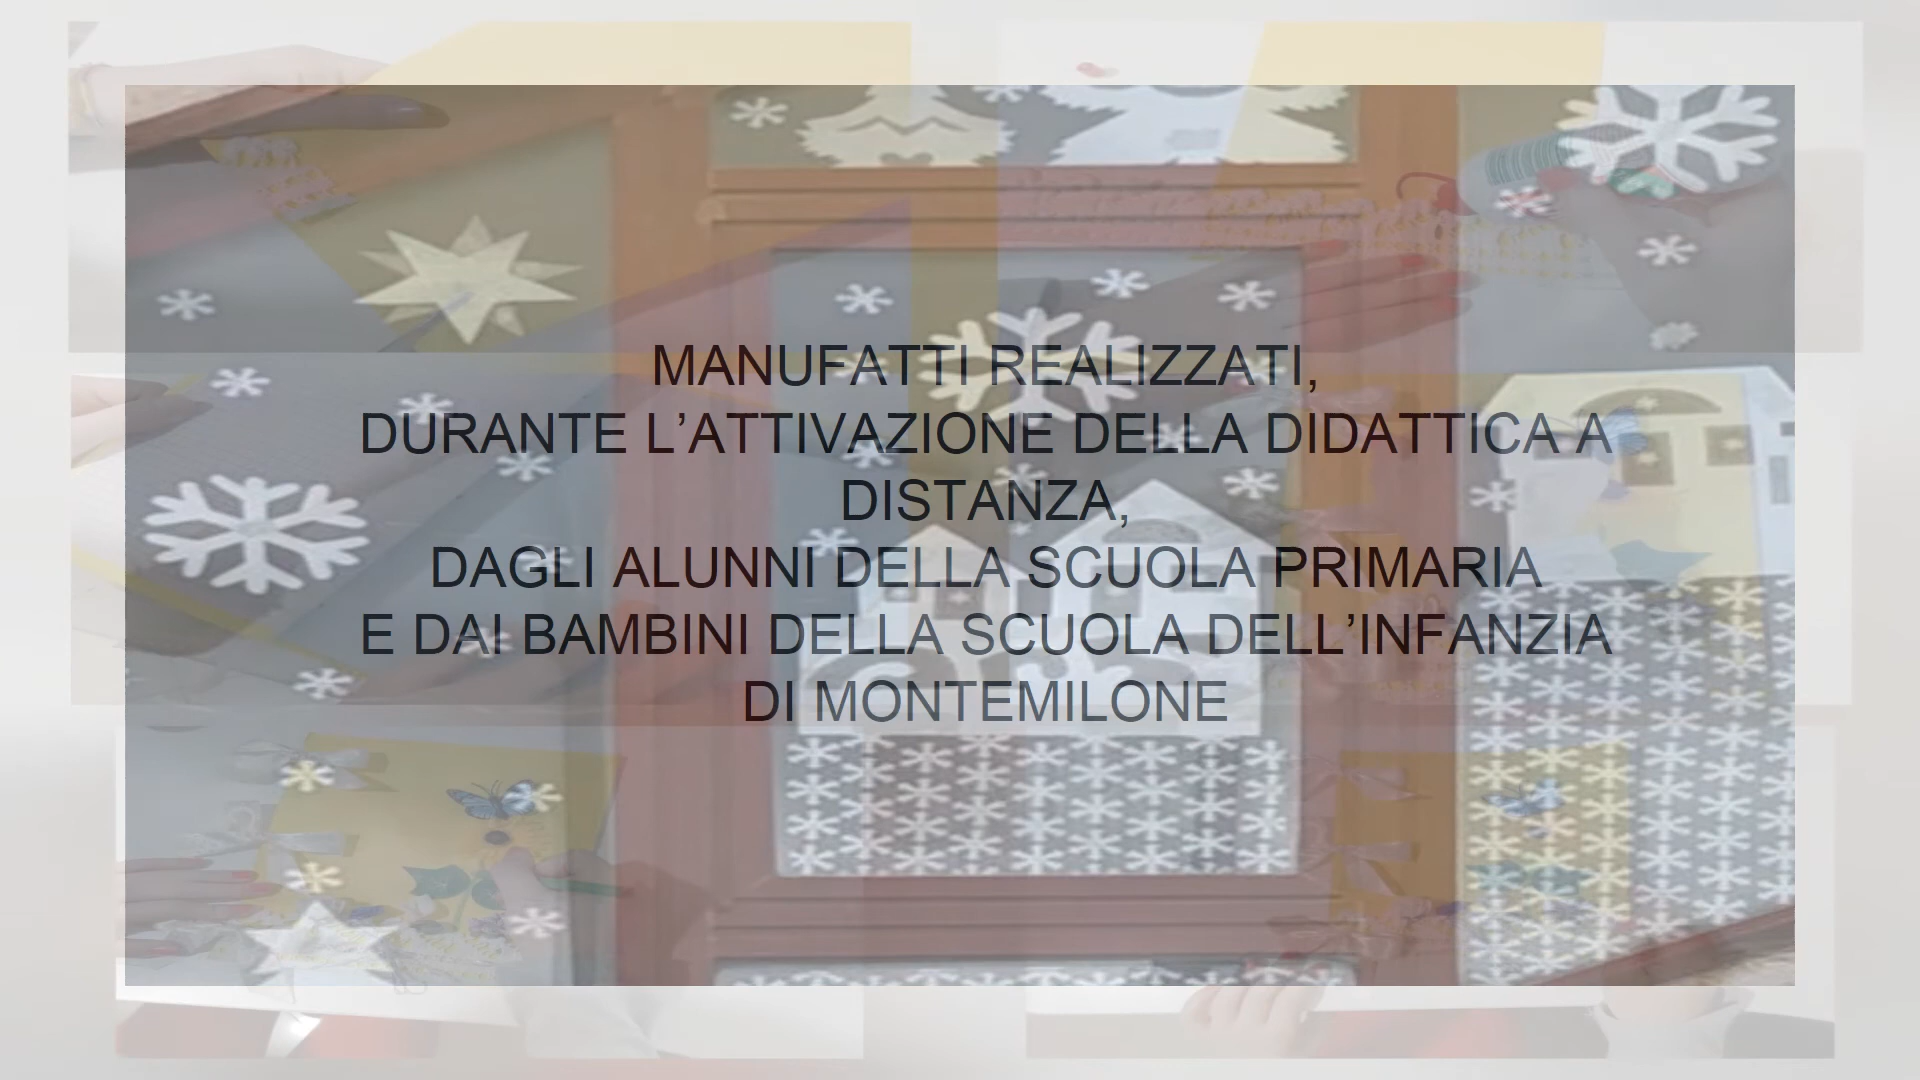 MANUFATTI REALIZZATI,
DURANTE L’ATTIVAZIONE DELLA DIDATTICA A
DISTANZA,
DAGLI ALUNNI DELLA SCUOLA PRIMARIA
E DAI BAMBINI DELLA SCUOLA DELL’INFANZIA
DI MONTEMILONE